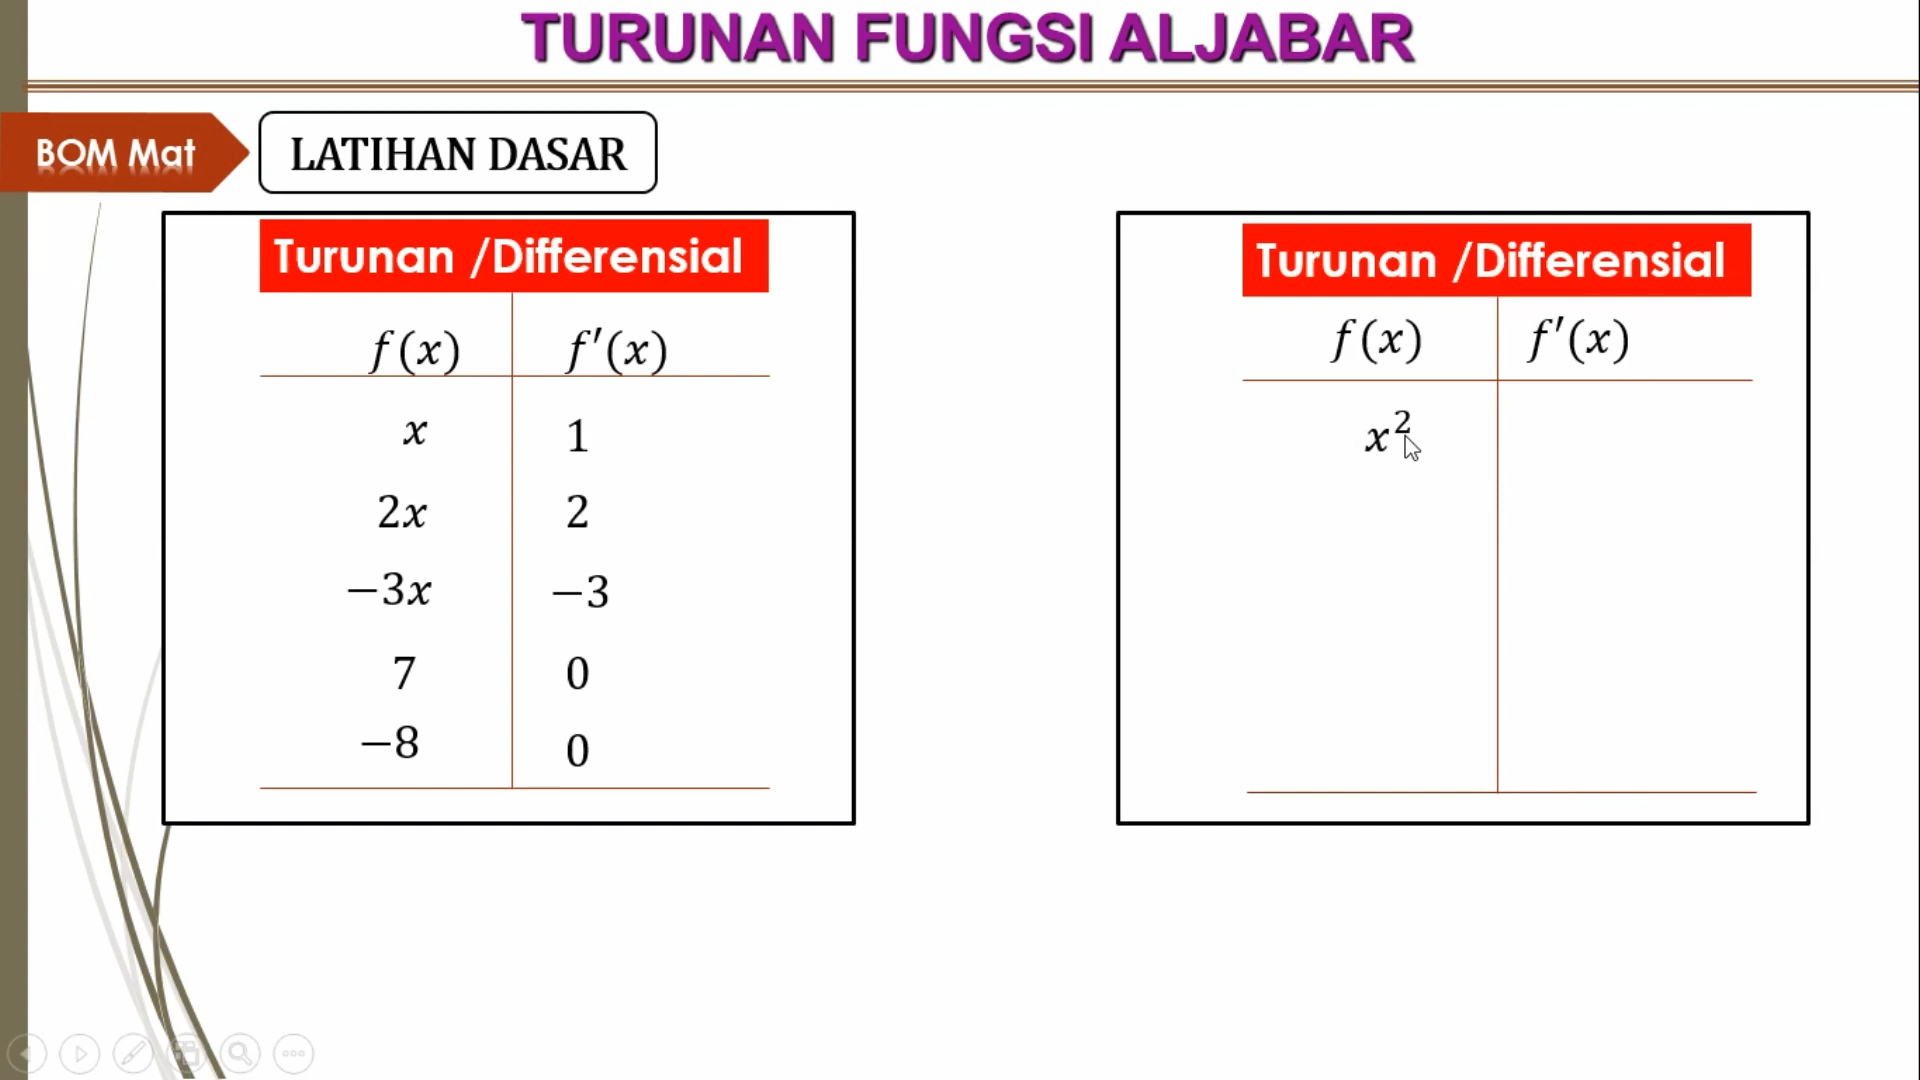 TURUNAN FUNGSI ALJABAR
BOM Mat
LATIHAN DASAR
Turunan /Differensial
f(x) f′(x)
x 1
2x 2
−3x −3
7 0
−8 0
Turunan /Differensial
f(x) f′(x)
x²